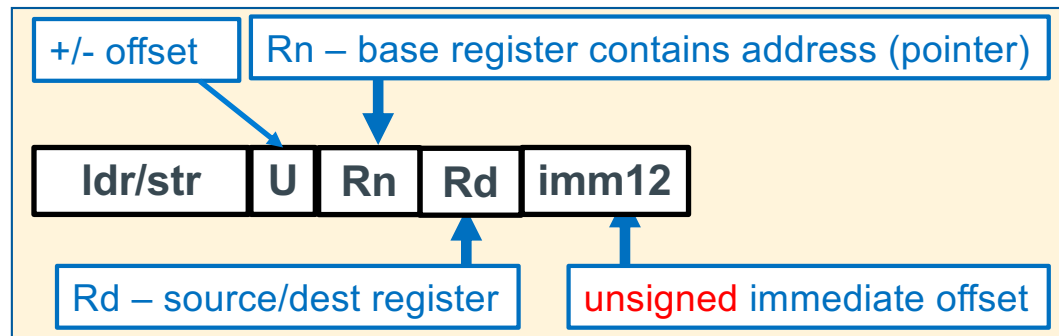 +/- offset
Rn – base register contains address (pointer)
ldr/str U Rn Rd imm12
Rd – source/dest register
unsigned immediate offset